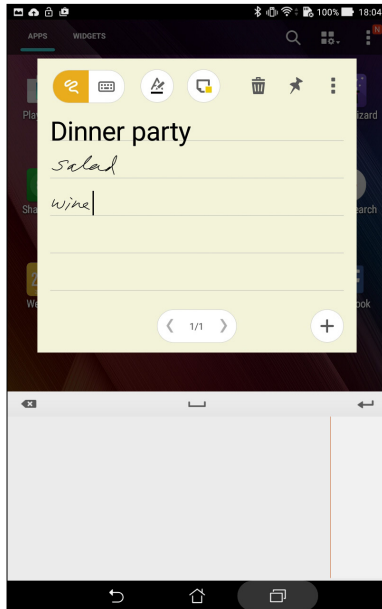 100% 18:04
APPS WIDGETS
N
Dinner party
salad
wine
1/1